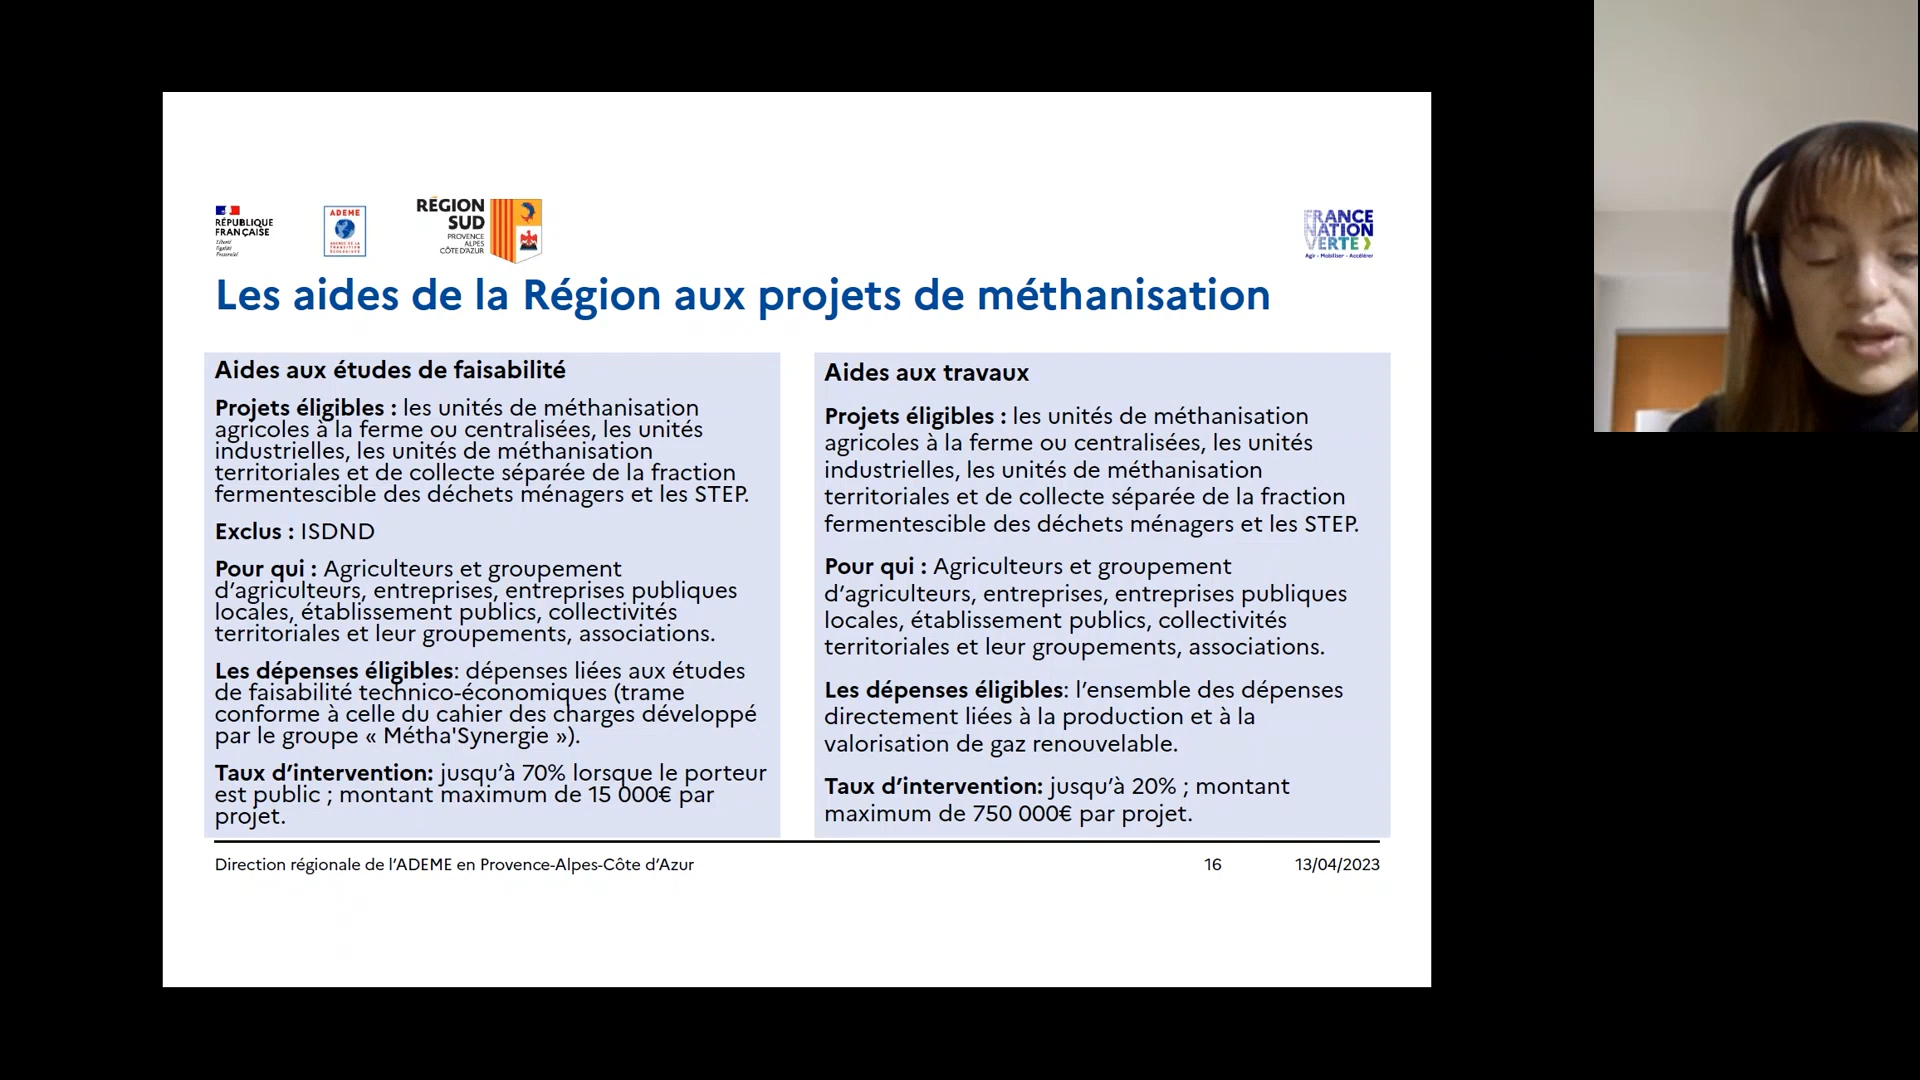 RÉPUBLIQUE
FRANÇAISE
Liberté
Égalité
Fraternité
ADEME
AGENCE DE LA
TRANSITION
ÉCOLOGIQUE
RÉGION
SUD
PROVENCE
ALPES
CÔTE D'AZUR
FRANCE
NATION
VERTE
Agir • Mobiliser • Accélérer
Les aides de la Région aux projets de méthanisation
Aides aux études de faisabilité
Projets éligibles : les unités de méthanisation
agricoles à la ferme ou centralisées, les unités
industrielles, les unités de méthanisation
territoriales et de collecte séparée de la fraction
fermentescible des déchets ménagers et les STEP.
Exclus : ISDND
Pour qui : Agriculteurs et groupement
d’agriculteurs, entreprises, entreprises publiques
locales, établissement publics, collectivités
territoriales et leur groupements, associations.
Les dépenses éligibles: dépenses liées aux études
de faisabilité technico-économiques (trame
conforme à celle du cahier des charges développé
par le groupe « Métha'Synergie »).
Taux d’intervention: jusqu’à 70% lorsque le porteur
est public ; montant maximum de 15 000€ par
projet.
Aides aux travaux
Projets éligibles : les unités de méthanisation
agricoles à la ferme ou centralisées, les unités
industrielles, les unités de méthanisation
territoriales et de collecte séparée de la fraction
fermentescible des déchets ménagers et les STEP.
Pour qui : Agriculteurs et groupement
d’agriculteurs, entreprises, entreprises publiques
locales, établissement publics, collectivités
territoriales et leur groupements, associations.
Les dépenses éligibles: l’ensemble des dépenses
directement liées à la production et à la
valorisation de gaz renouvelable.
Taux d’intervention: jusqu’à 20% ; montant
maximum de 750 000€ par projet.
Direction régionale de l’ADEME en Provence-Alpes-Côte d’Azur
16
13/04/2023